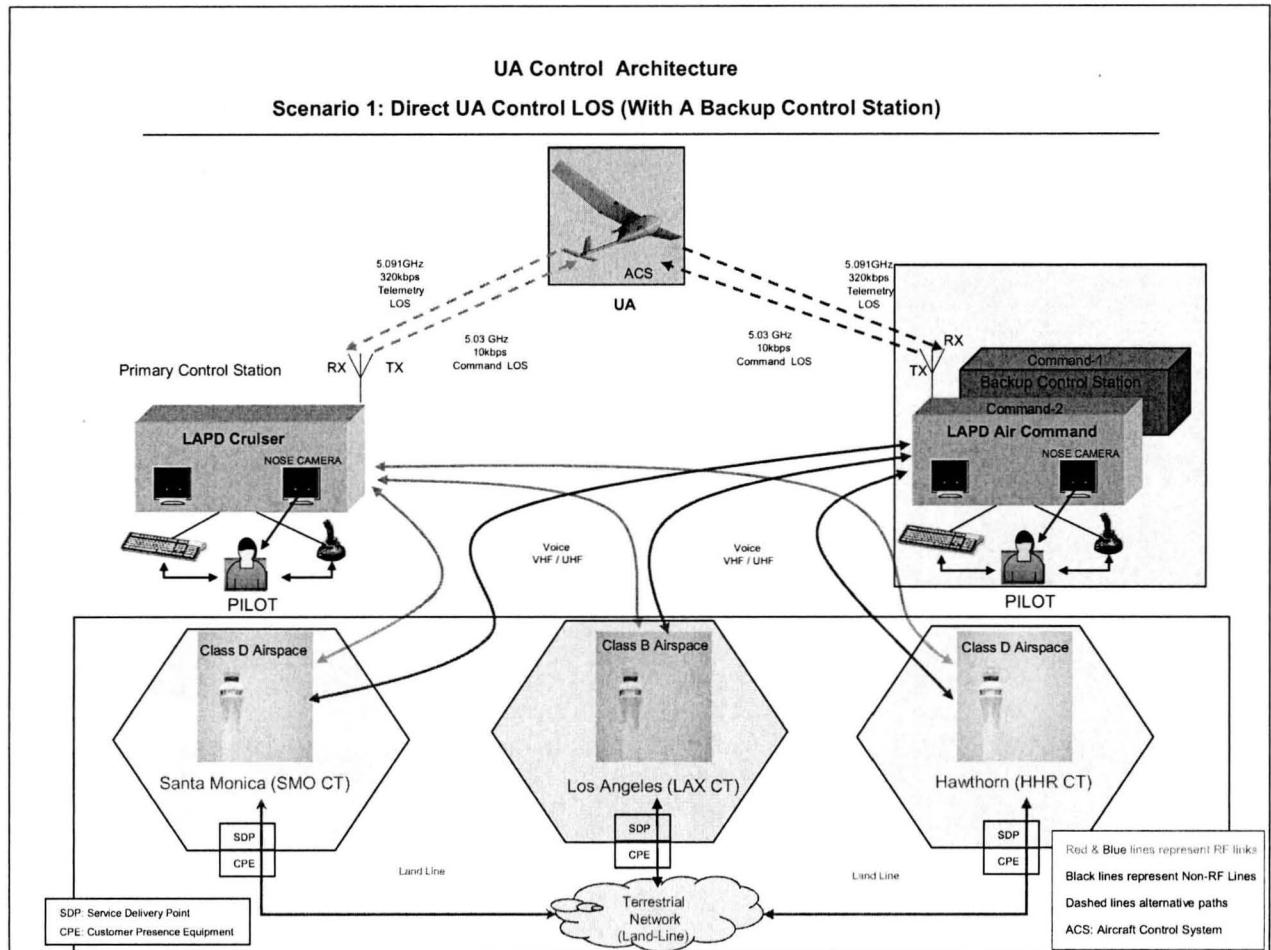 UA Control Architecture
Scenario 1: Direct UA Control LOS (With A Backup Control Station)
5.091GHz
320kbps
Telemetry
LOS
ACS
UA
5.091GHz
320kbps
Telemetry
LOS
5.03 GHz
10kbps
Command LOS
5.03 GHz
10kbps
Command LOS
Primary Control Station
RX
TX
RX
TX
Command-1
Backup Control Station
Command-2
LAPD Cruiser
NOSE CAMERA
LAPD Air Command
NOSE CAMERA
Voice
VHF / UHF
Voice
VHF / UHF
PILOT
PILOT
Class D Airspace
Class B Airspace
Class D Airspace
Santa Monica (SMO CT)
Los Angeles (LAX CT)
Hawthorn (HHR CT)
SDP
CPE
SDP
CPE
SDP
CPE
Land Line
Land Line
Terrestrial
Network
(Land-Line)
SDP: Service Delivery Point
CPE: Customer Presence Equipment
Red & Blue lines represent RF links
Black lines represent Non-RF Lines
Dashed lines alternative paths
ACS: Aircraft Control System